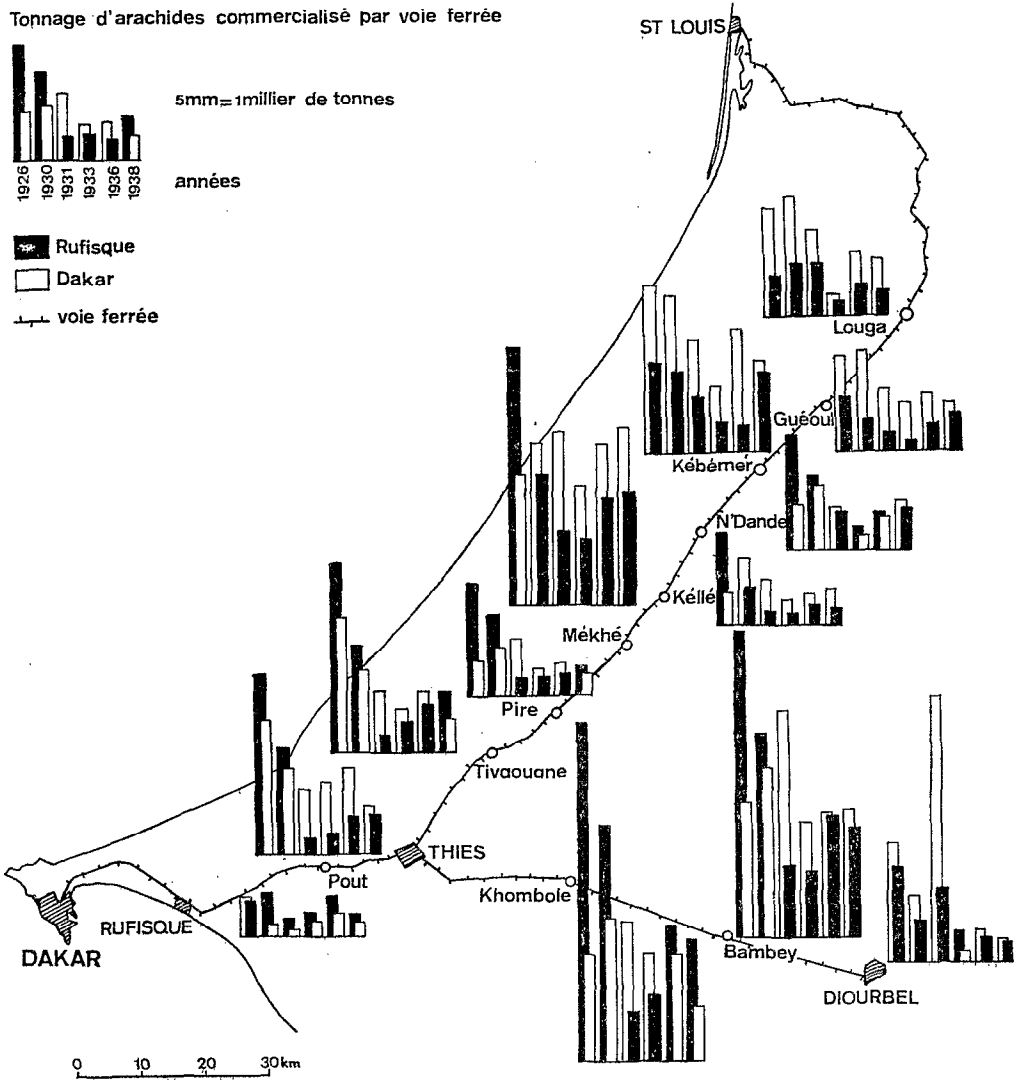 Tonnage d'arachides commercialisé par voie ferrée
5mm=1millier de tonnes
1926 1930 1931 1933 1936 1938
années
Rufisque
Dakar
voie ferrée
ST LOUIS
Louga
Guéoul
Kébémer
N'Dande
Kéllé
Mékhé
Pire
Tivaouane
THIES
Pout
Khombole
RUFISQUE
DAKAR
Bambey
DIOURBEL
0 10 20 30km